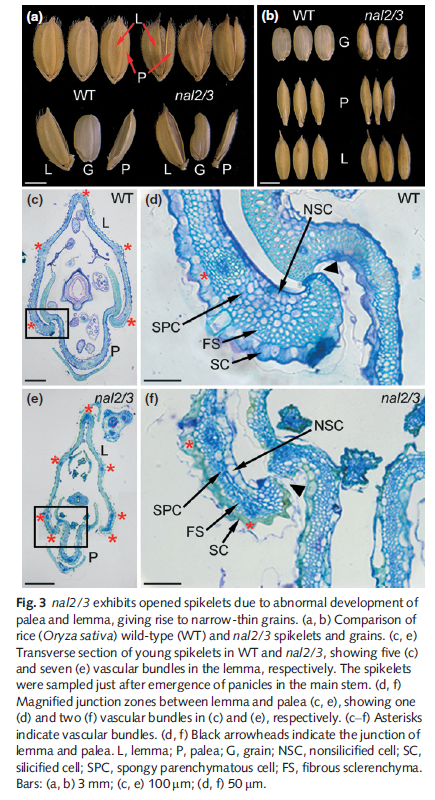 (a)
L
P
WT
nal2/3
L G P
L G P
(b) WT nal2/3
G
P
L
(c) WT
L
P
(d) WT
NSC
SPC
FS
SC
(e) nal2/3
L
P
(f) nal2/3
NSC
SPC
FS
SC
Fig. 3 nal2/3 exhibits opened spikelets due to abnormal development of
palea and lemma, giving rise to narrow-thin grains. (a, b) Comparison of
rice (Oryza sativa) wild-type (WT) and nal2/3 spikelets and grains. (c, e)
Transverse section of young spikelets in WT and nal2/3, showing five (c)
and seven (e) vascular bundles in the lemma, respectively. The spikelets
were sampled just after emergence of panicles in the main stem. (d, f)
Magnified junction zones between lemma and palea (c, e), showing one
(d) and two (f) vascular bundles in (c) and (e), respectively. (c–f) Asterisks
indicate vascular bundles. (d, f) Black arrowheads indicate the junction of
lemma and palea. L, lemma; P, palea; G, grain; NSC, nonsilicified cell; SC,
silicified cell; SPC, spongy parenchymatous cell; FS, fibrous sclerenchyma.
Bars: (a, b) 3 mm; (c, e) 100 μm; (d, f) 50 μm.